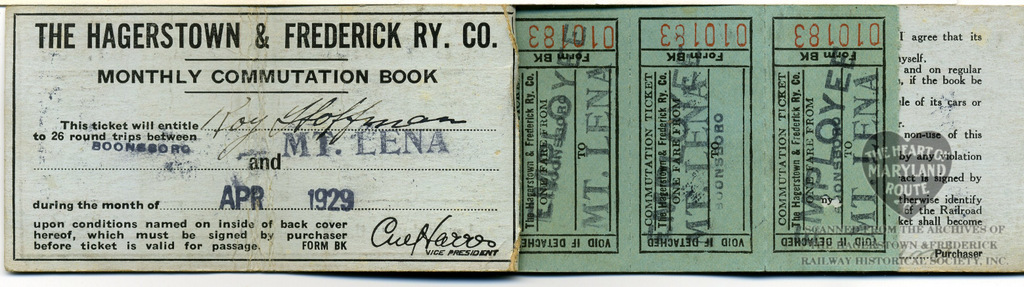 THE HAGERSTOWN & FREDERICK RY. CO.
MONTHLY COMMUTATION BOOK
This ticket will entitle Roy Hoffman
to 26 round trips between
BOONSBORO and MT. LENA
during the month of APR 1929
upon conditions named on inside of back cover
hereof, which must be signed by purchaser
before ticket is valid for passage. FORM BK
VICE PRESIDENT
010183
Form BK
COMMUTATION TICKET
The Hagerstown & Frederick Ry. Co.
ONE FARE FROM
BOONSBORO
TO
MT. LENA
EMPLOYEE
VOID IF DETACHED
010183
Form BK
COMMUTATION TICKET
The Hagerstown & Frederick Ry. Co.
ONE FARE FROM
BOONSBORO
TO
MT. LENA
VOID IF DETACHED
010183
Form BK
COMMUTATION TICKET
The Hagerstown & Frederick Ry. Co.
ONE FARE FROM
BOONSBORO
TO
MT. LENA
EMPLOYEE
VOID IF DETACHED
I agree that its
myself.
and on regular
, if the book be
rule of its cars or
non-use of this
by any violation
act is signed by
otherwise identify
of the Railroad
ket shall become
Purchaser
THE HEART OF
MARYLAND
ROUTE
SCANNED FROM THE ARCHIVES OF
THE HAGERSTOWN & FREDERICK
RAILWAY HISTORICAL SOCIETY, INC.